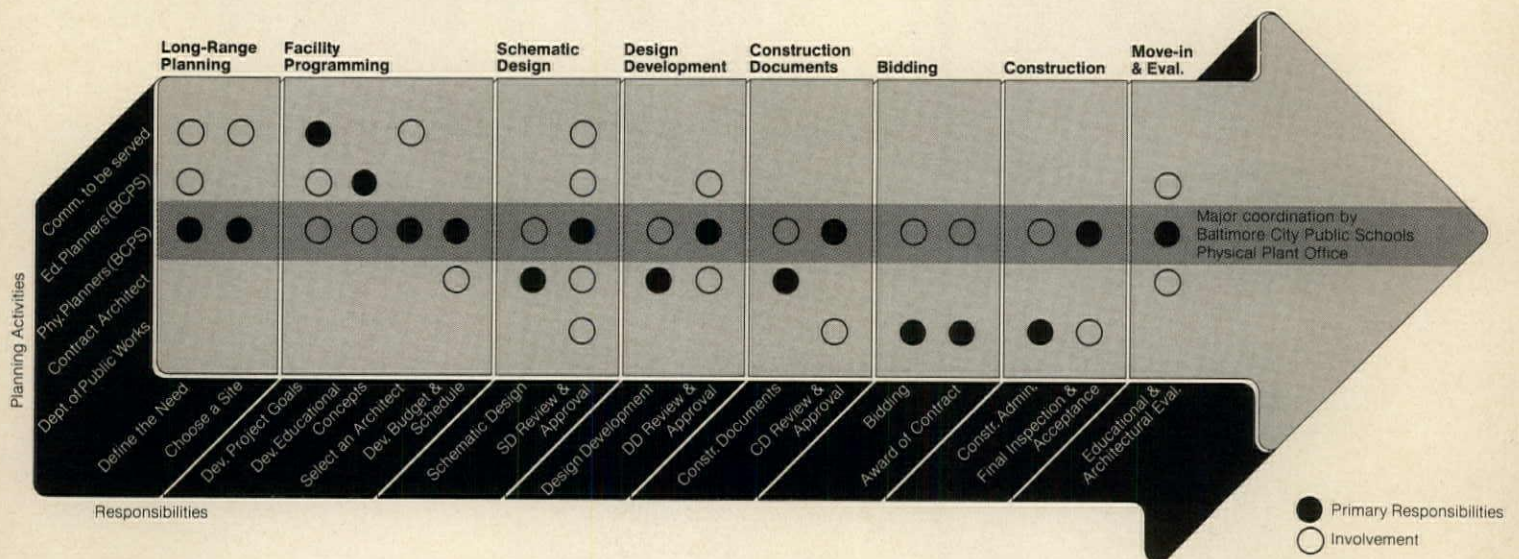 Long-Range
Planning
Facility
Programming
Schematic
Design
Design
Development
Construction
Documents
Bidding
Construction
Move-in
& Eval.
Comm. to be served
Ed. Planners (BCPS)
Phy. Planners (BCPS)
Contract Architect
Dept of Public Works
Major coordination by
Baltimore City Public Schools
Physical Plant Office
Planning Activities
Define the Need
Choose a Site
Dev. Project Goals
Dev. Educational
Concepts
Select an Architect
Dev. Budget &
Schedule
Schematic Design
SD Review &
Approval
Design Development
DD Review &
Approval
Constr. Documents
CD Review &
Approval
Bidding
Award of Contract
Constr. Admin.
Final Inspection &
Acceptance
Educational &
Architectural Eval.
Responsibilities
Primary Responsibilities
Involvement